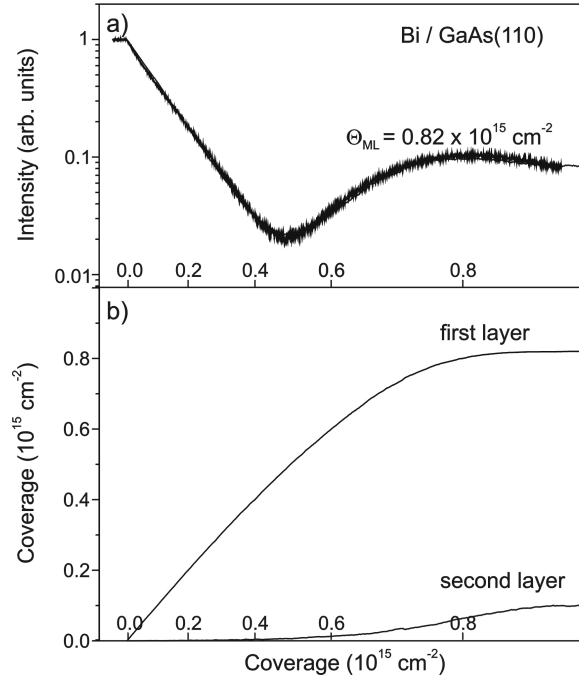 a)
Bi / GaAs(110)
Θ_ML = 0.82 x 10^15 cm^-2
Intensity (arb. units)
1
0.1
0.01
0.0 0.2 0.4 0.6 0.8
b)
first layer
second layer
Coverage (10^15 cm^-2)
0.8
0.6
0.4
0.2
0.0
0.0 0.2 0.4 0.6 0.8
Coverage (10^15 cm^-2)